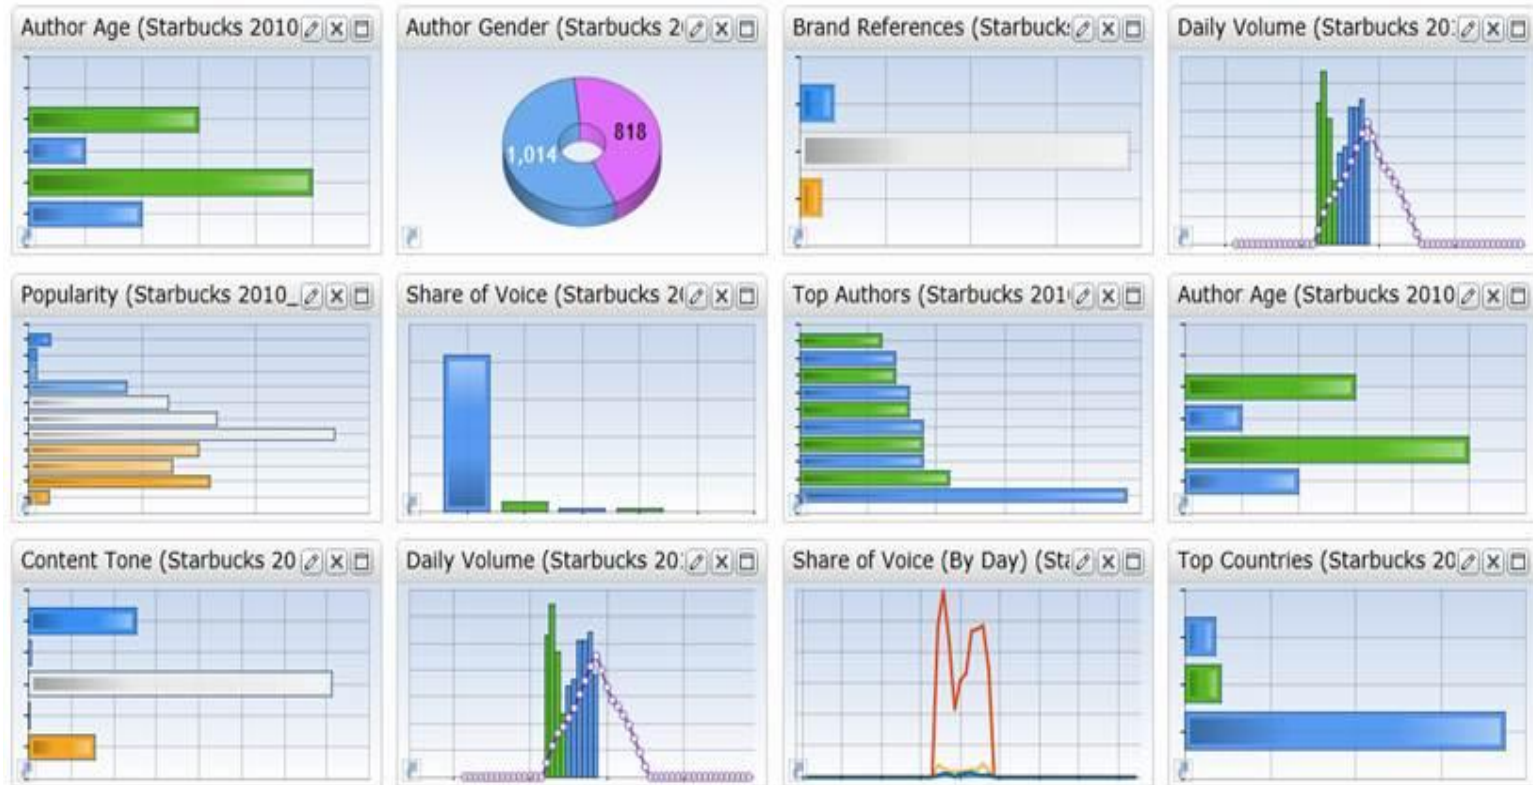 Author Age (Starbucks 2010
Author Gender (Starbucks 2(
Brand References (Starbuck:
Daily Volume (Starbucks 20:
1,014
818
Popularity (Starbucks 2010_
Share of Voice (Starbucks 2(
Top Authors (Starbucks 201(
Author Age (Starbucks 2010
Content Tone (Starbucks 20
Daily Volume (Starbucks 20:
Share of Voice (By Day) (Sta
Top Countries (Starbucks 20